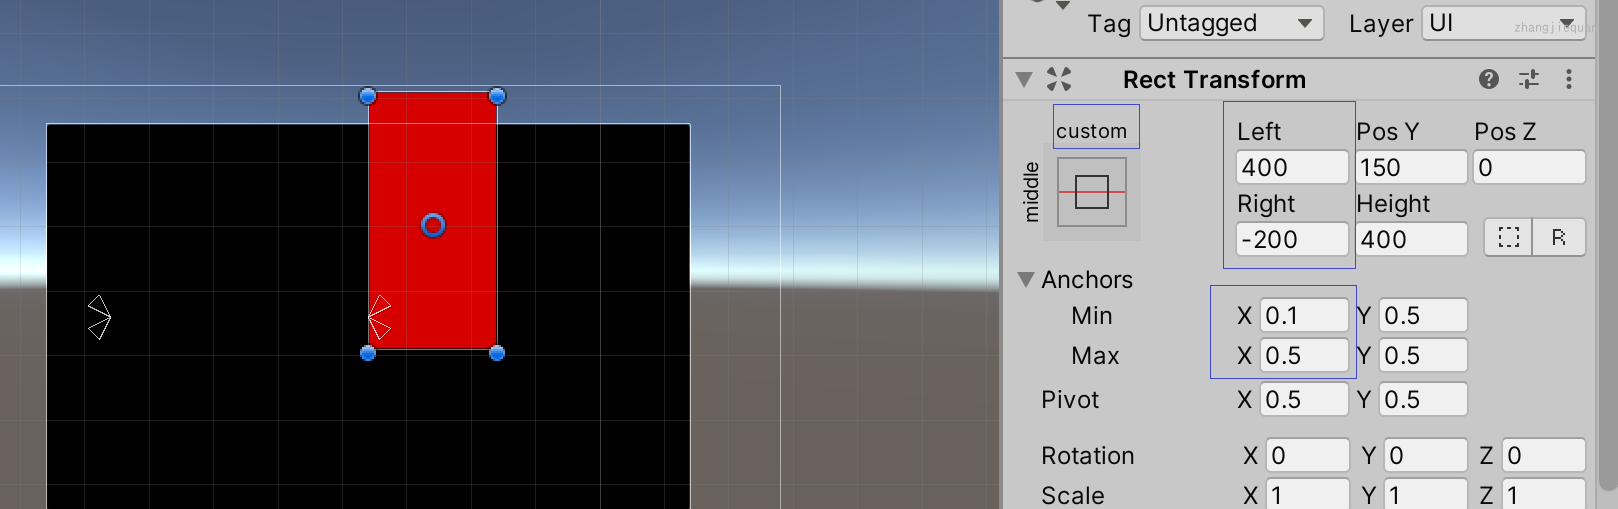 Tag Untagged Layer UI
Rect Transform
custom Left Pos Y Pos Z
400 150 0
middle
Right Height
-200 400 R
Anchors
Min X 0.1 Y 0.5
Max X 0.5 Y 0.5
Pivot X 0.5 Y 0.5
Rotation X 0 Y 0 Z 0
Scale X 1 Y 1 Z 1